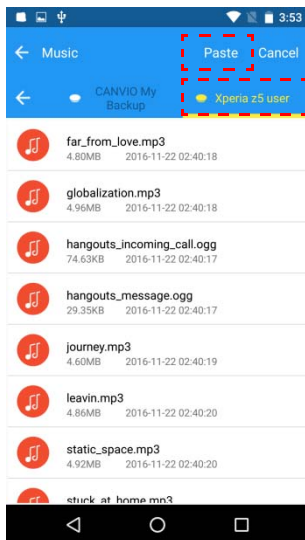 3:53
Music
Paste
Cancel
CANVIO My
Backup
Xperia z5 user
far_from_love.mp3
4.80MB 2016-11-22 02:40:18
globalization.mp3
4.96MB 2016-11-22 02:40:18
hangouts_incoming_call.ogg
74.63KB 2016-11-22 02:40:17
hangouts_message.ogg
29.35KB 2016-11-22 02:40:17
journey.mp3
4.60MB 2016-11-22 02:40:19
leavin.mp3
4.86MB 2016-11-22 02:40:20
static_space.mp3
4.92MB 2016-11-22 02:40:20
stuck_at_home.mp3